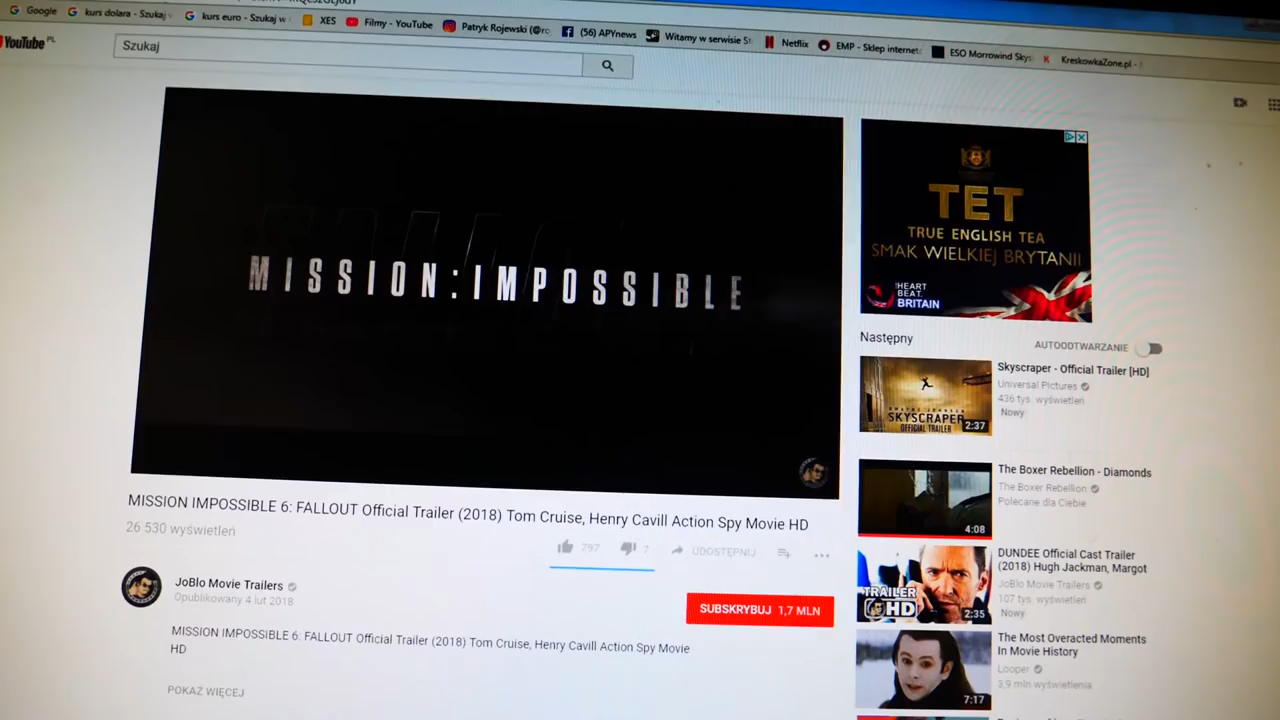 Google
kurs dolara - Szukaj
kurs euro - Szukaj w
XES
Filmy - YouTube
Patryk Rojewski (@ro
(56) APYnews
Witamy w serwisie St
Netflix
EMP - Sklep internet
ESO Morrowind Skys
KreskowkaZone.pl -
YouTube PL
Szukaj
MISSION:IMPOSSIBLE
TET
TRUE ENGLISH TEA
SMAK WIELKIEJ BRYTANII
HEART
BEAT.
BRITAIN
Następny
AUTOODTWARZANIE
SKYSCRAPER
OFFICIAL TRAILER
2:37
Skyscraper - Official Trailer [HD]
Universal Pictures
436 tys. wyświetleń
Nowy
4:08
The Boxer Rebellion - Diamonds
The Boxer Rebellion
Polecane dla Ciebie
TRAILER
HD
2:35
DUNDEE Official Cast Trailer
(2018) Hugh Jackman, Margot
JoBlo Movie Trailers
107 tys. wyświetleń
Nowy
7:17
The Most Overacted Moments
In Movie History
Looper
3,9 mln wyświetlenia
MISSION IMPOSSIBLE 6: FALLOUT Official Trailer (2018) Tom Cruise, Henry Cavill Action Spy Movie HD
26 530 wyświetleń
797
7
UDOSTĘPNIJ
JoBlo Movie Trailers
Opublikowany 4 lut 2018
SUBSKRYBUJ 1,7 MLN
MISSION IMPOSSIBLE 6: FALLOUT Official Trailer (2018) Tom Cruise, Henry Cavill Action Spy Movie
HD
POKAŻ WIĘCEJ